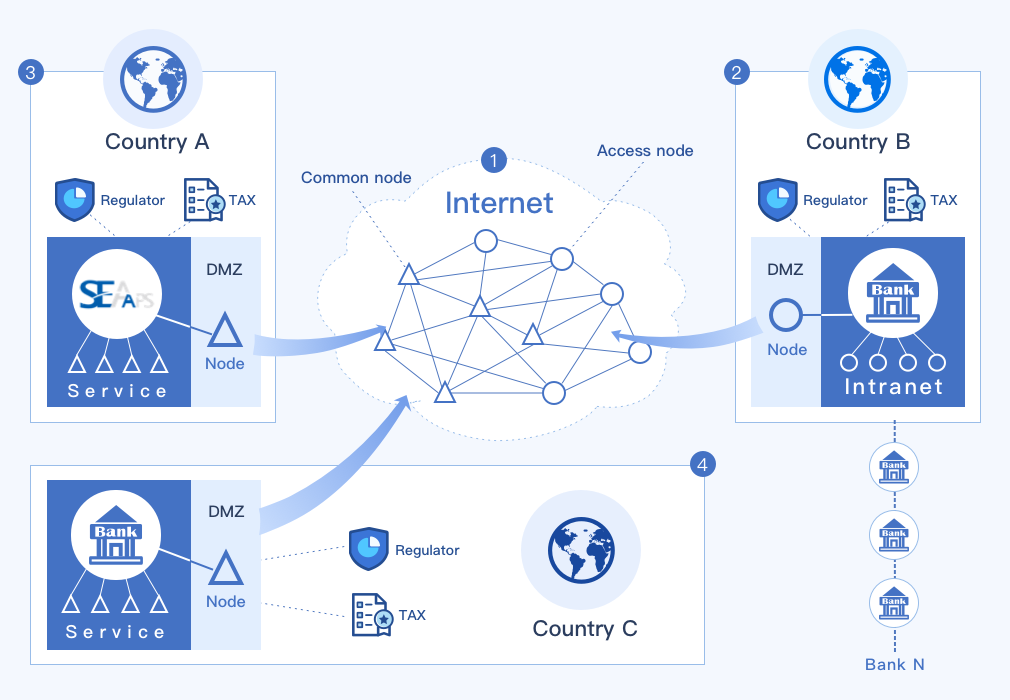 3
Country A
Regulator
TAX
SEAAPS
DMZ
Node
Service
1
Internet
Common node
Access node
2
Country B
Regulator
TAX
DMZ
Node
Bank
Intranet
Bank
Bank
Bank
Bank N
4
Bank
DMZ
Node
Service
Regulator
TAX
Country C